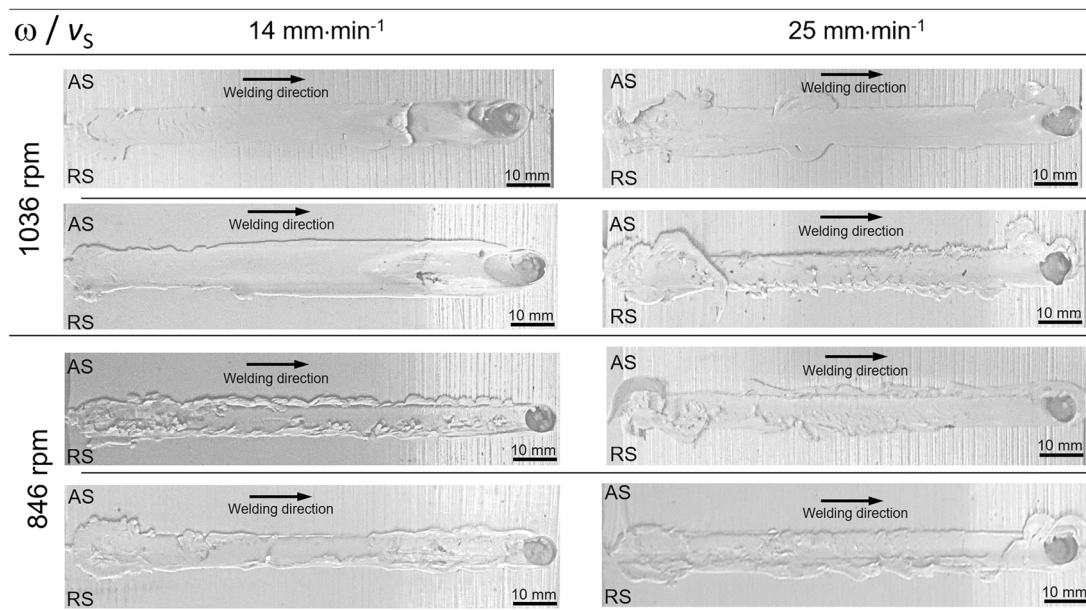 ω / vS 14 mm·min-1 25 mm·min-1
1036 rpm
AS
Welding direction
RS
10 mm
AS
Welding direction
RS
10 mm
AS
Welding direction
RS
10 mm
AS
Welding direction
RS
10 mm
846 rpm
AS
Welding direction
RS
10 mm
AS
Welding direction
RS
10 mm
AS
Welding direction
RS
10 mm
AS
Welding direction
RS
10 mm